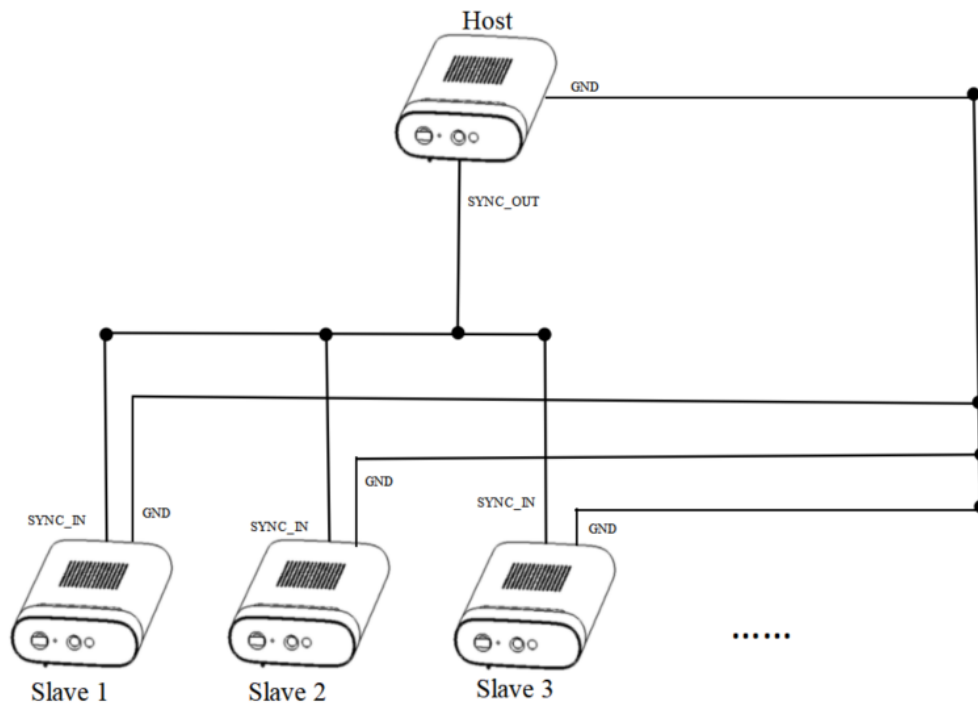 Host
GND
SYNC_OUT
SYNC_IN
GND
SYNC_IN
GND
SYNC_IN
GND
Slave 1
Slave 2
Slave 3
......